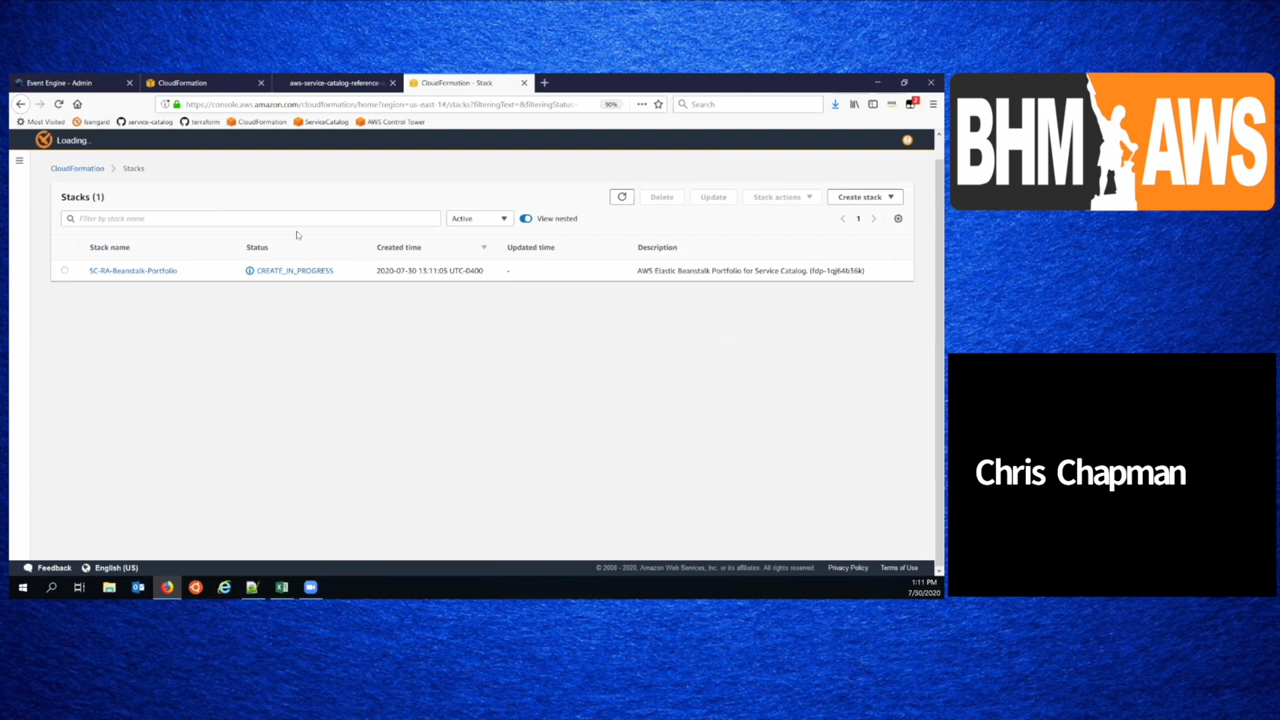 Event Engine - Admin
CloudFormation
aws-service-catalog-reference-
CloudFormation - Stack
https://console.aws.amazon.com/cloudformation/home?region=us-east-1#/stacks?filteringText=&filteringStatus=
90%
Search
2
Most Visited
Isengard
service-catalog
terraform
CloudFormation
ServiceCatalog
AWS Control Tower
Loading..
CloudFormation
Stacks
Stacks (1)
Delete
Update
Stack actions
Create stack
Filter by stack name
Active
View nested
1
Stack name
Status
Created time
Updated time
Description
SC-RA-Beanstalk-Portfolio
CREATE_IN_PROGRESS
2020-07-30 13:11:05 UTC-0400
-
AWS Elastic Beanstalk Portfolio for Service Catalog. (fdp-1qj64b36k)
Feedback
English (US)
© 2008 - 2020, Amazon Web Services, Inc. or its affiliates. All rights reserved.
Privacy Policy
Terms of Use
1:11 PM
7/30/2020
BHM AWS
Chris Chapman